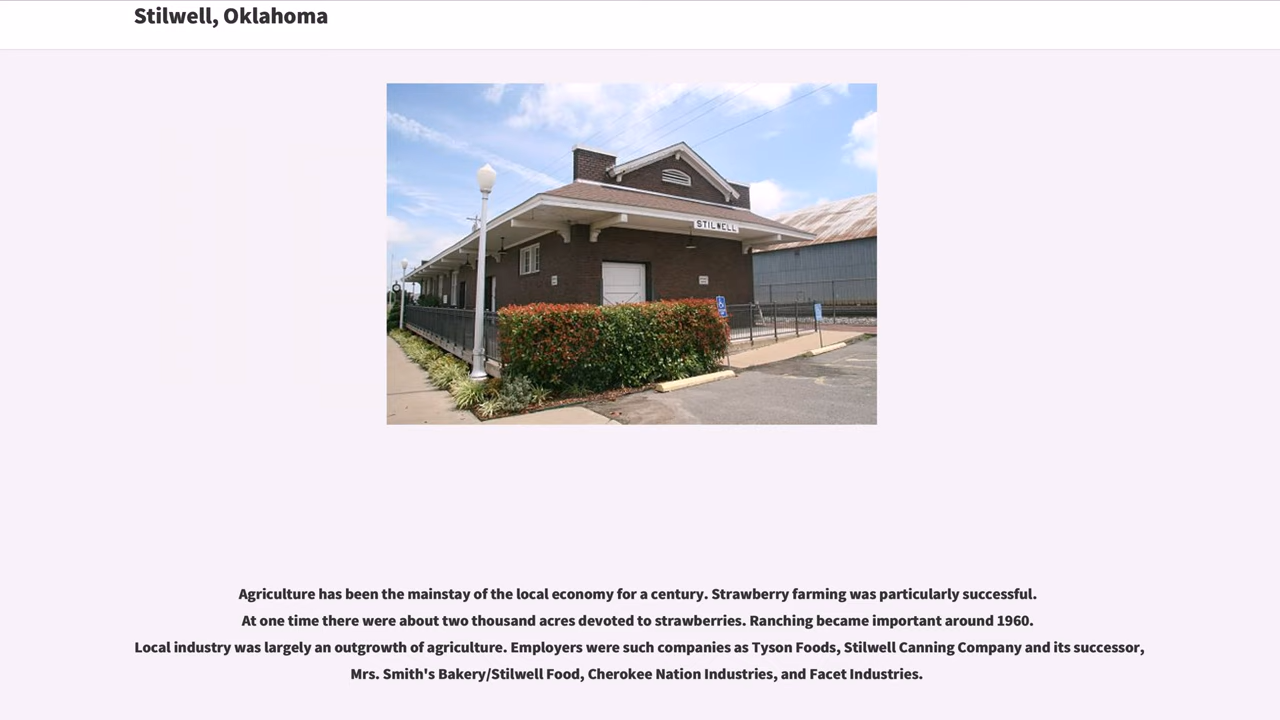 Stilwell, Oklahoma
STILWELL
Agriculture has been the mainstay of the local economy for a century. Strawberry farming was particularly successful.
At one time there were about two thousand acres devoted to strawberries. Ranching became important around 1960.
Local industry was largely an outgrowth of agriculture. Employers were such companies as Tyson Foods, Stilwell Canning Company and its successor,
Mrs. Smith's Bakery/Stilwell Food, Cherokee Nation Industries, and Facet Industries.